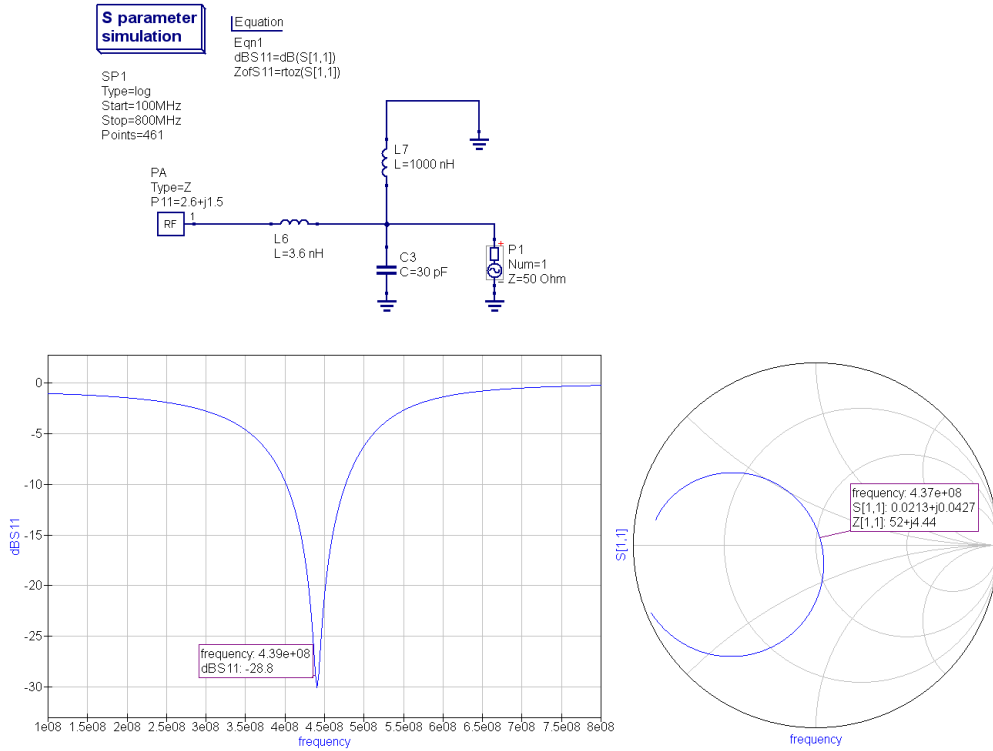 S parameter
simulation
Equation
Eqn1
dBS11=dB(S[1,1])
ZofS11=rtoz(S[1,1])
SP1
Type=log
Start=100MHz
Stop=800MHz
Points=461
PA
Type=Z
P11=2.6+j1.5
RF
1
L6
L=3.6 nH
L7
L=1000 nH
C3
C=30 pF
P1
Num=1
Z=50 Ohm
+
−
dBS11
0
-5
-10
-15
-20
-25
-30
frequency: 4.39e+08
dBS11: -28.8
1e08 1.5e08 2e08 2.5e08 3e08 3.5e08 4e08 4.5e08 5e08 5.5e08 6e08 6.5e08 7e08 7.5e08 8e08
frequency
S[1,1]
frequency: 4.37e+08
S[1,1]: 0.0213+j0.0427
Z[1,1]: 52+j4.44
frequency